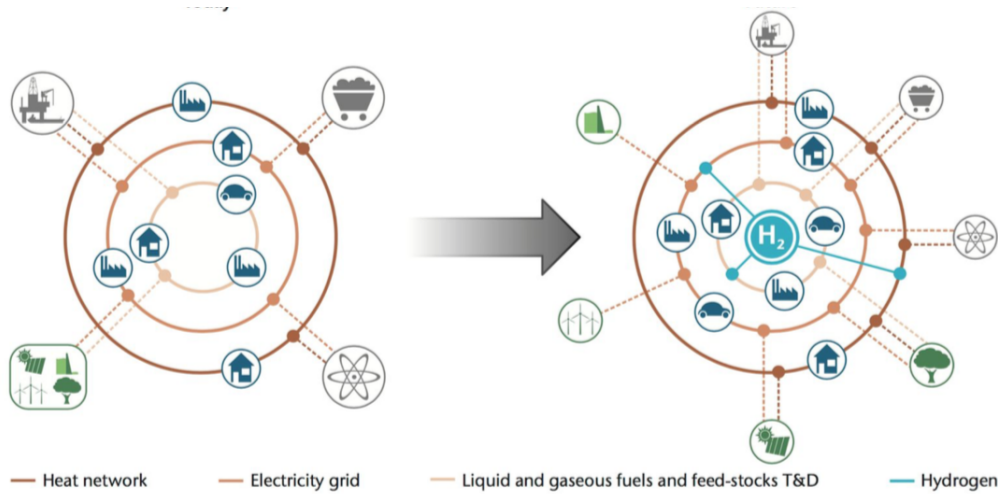 H₂
Heat network
Electricity grid
Liquid and gaseous fuels and feed-stocks T&D
Hydrogen